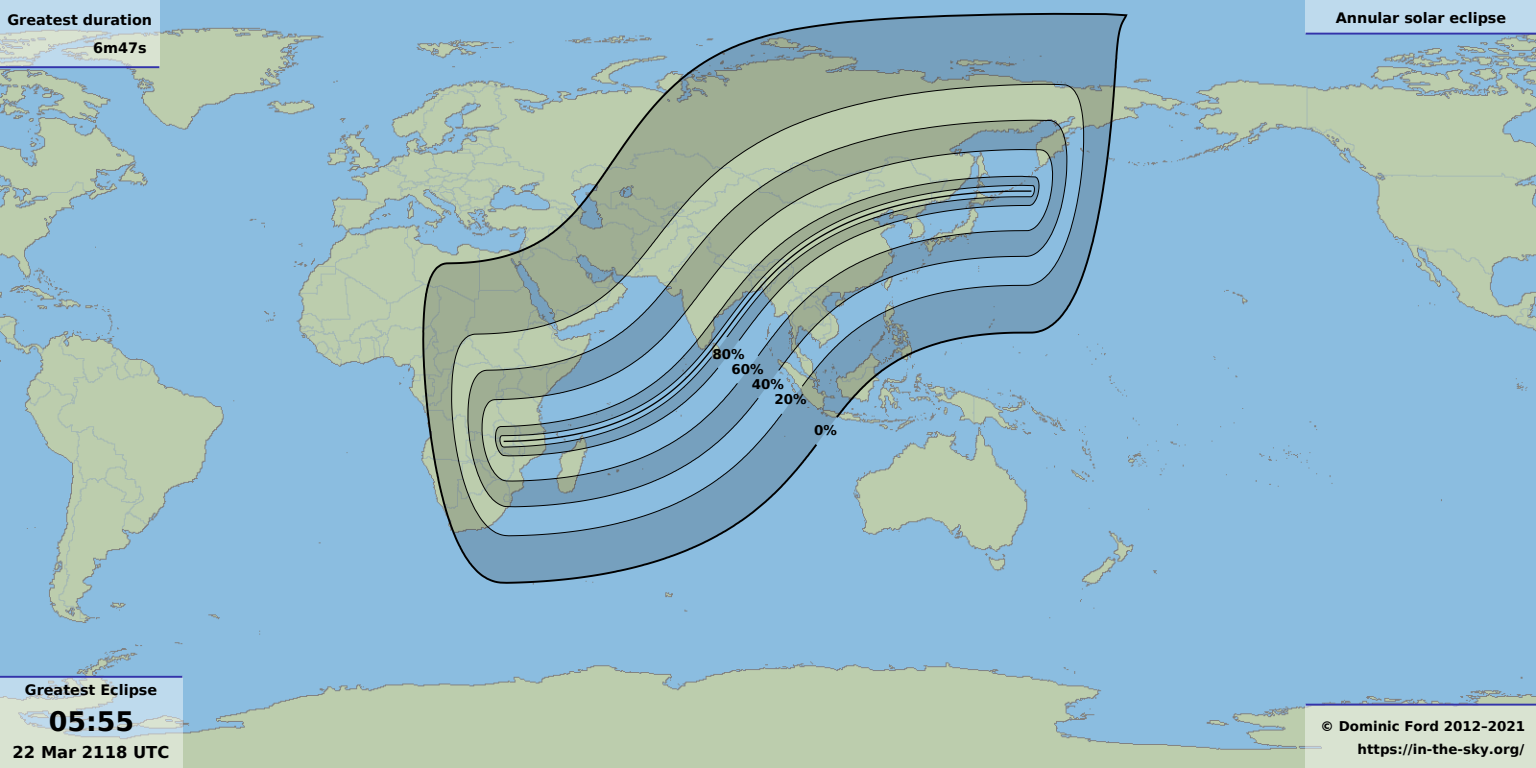 Greatest duration
6m47s
Annular solar eclipse
80%
60%
40%
20%
0%
Greatest Eclipse
05:55
22 Mar 2118 UTC
© Dominic Ford 2012–2021
https://in-the-sky.org/